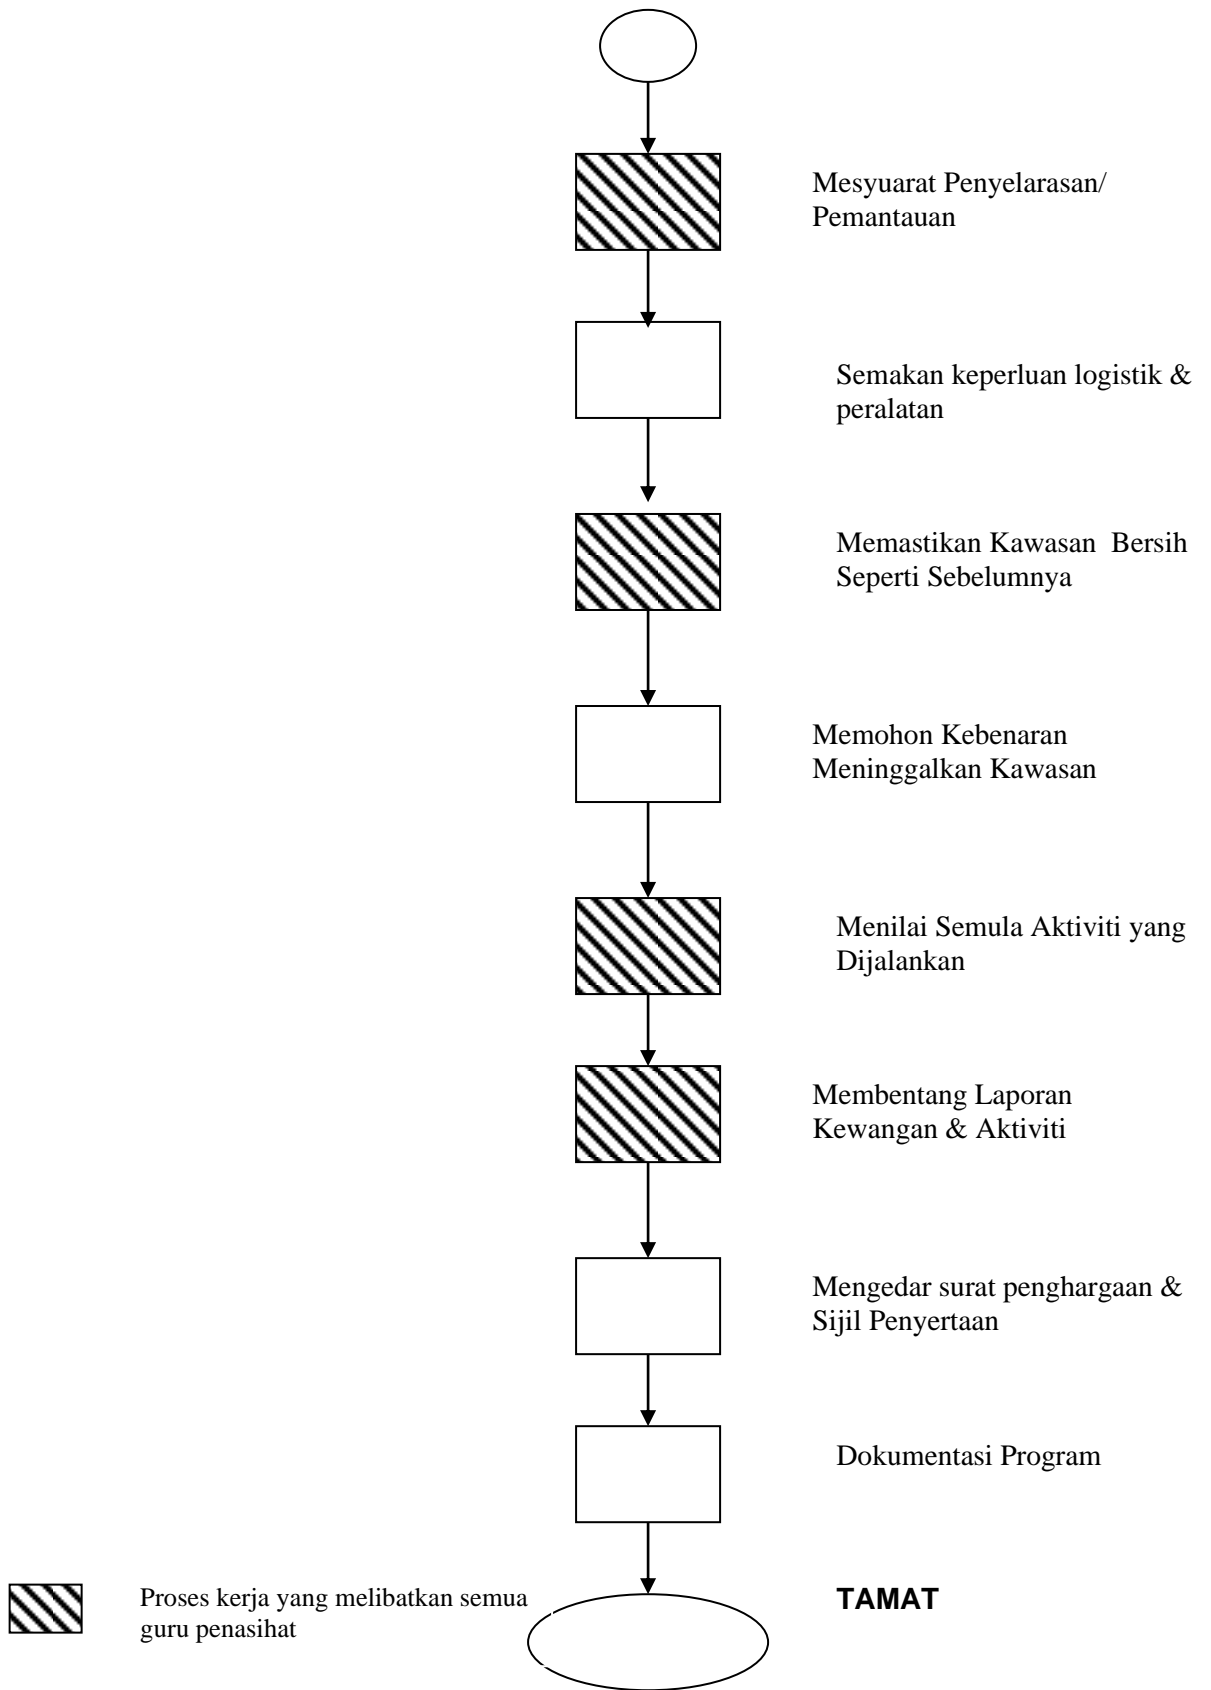 Mesyuarat Penyelarasan/
Pemantauan
Semakan keperluan logistik &
peralatan
Memastikan Kawasan  Bersih
Seperti Sebelumnya
Memohon Kebenaran
Meninggalkan Kawasan
Menilai Semula Aktiviti yang
Dijalankan
Membentang Laporan
Kewangan & Aktiviti
Mengedar surat penghargaan &
Sijil Penyertaan
Dokumentasi Program
Proses kerja yang melibatkan semua
guru penasihat
TAMAT